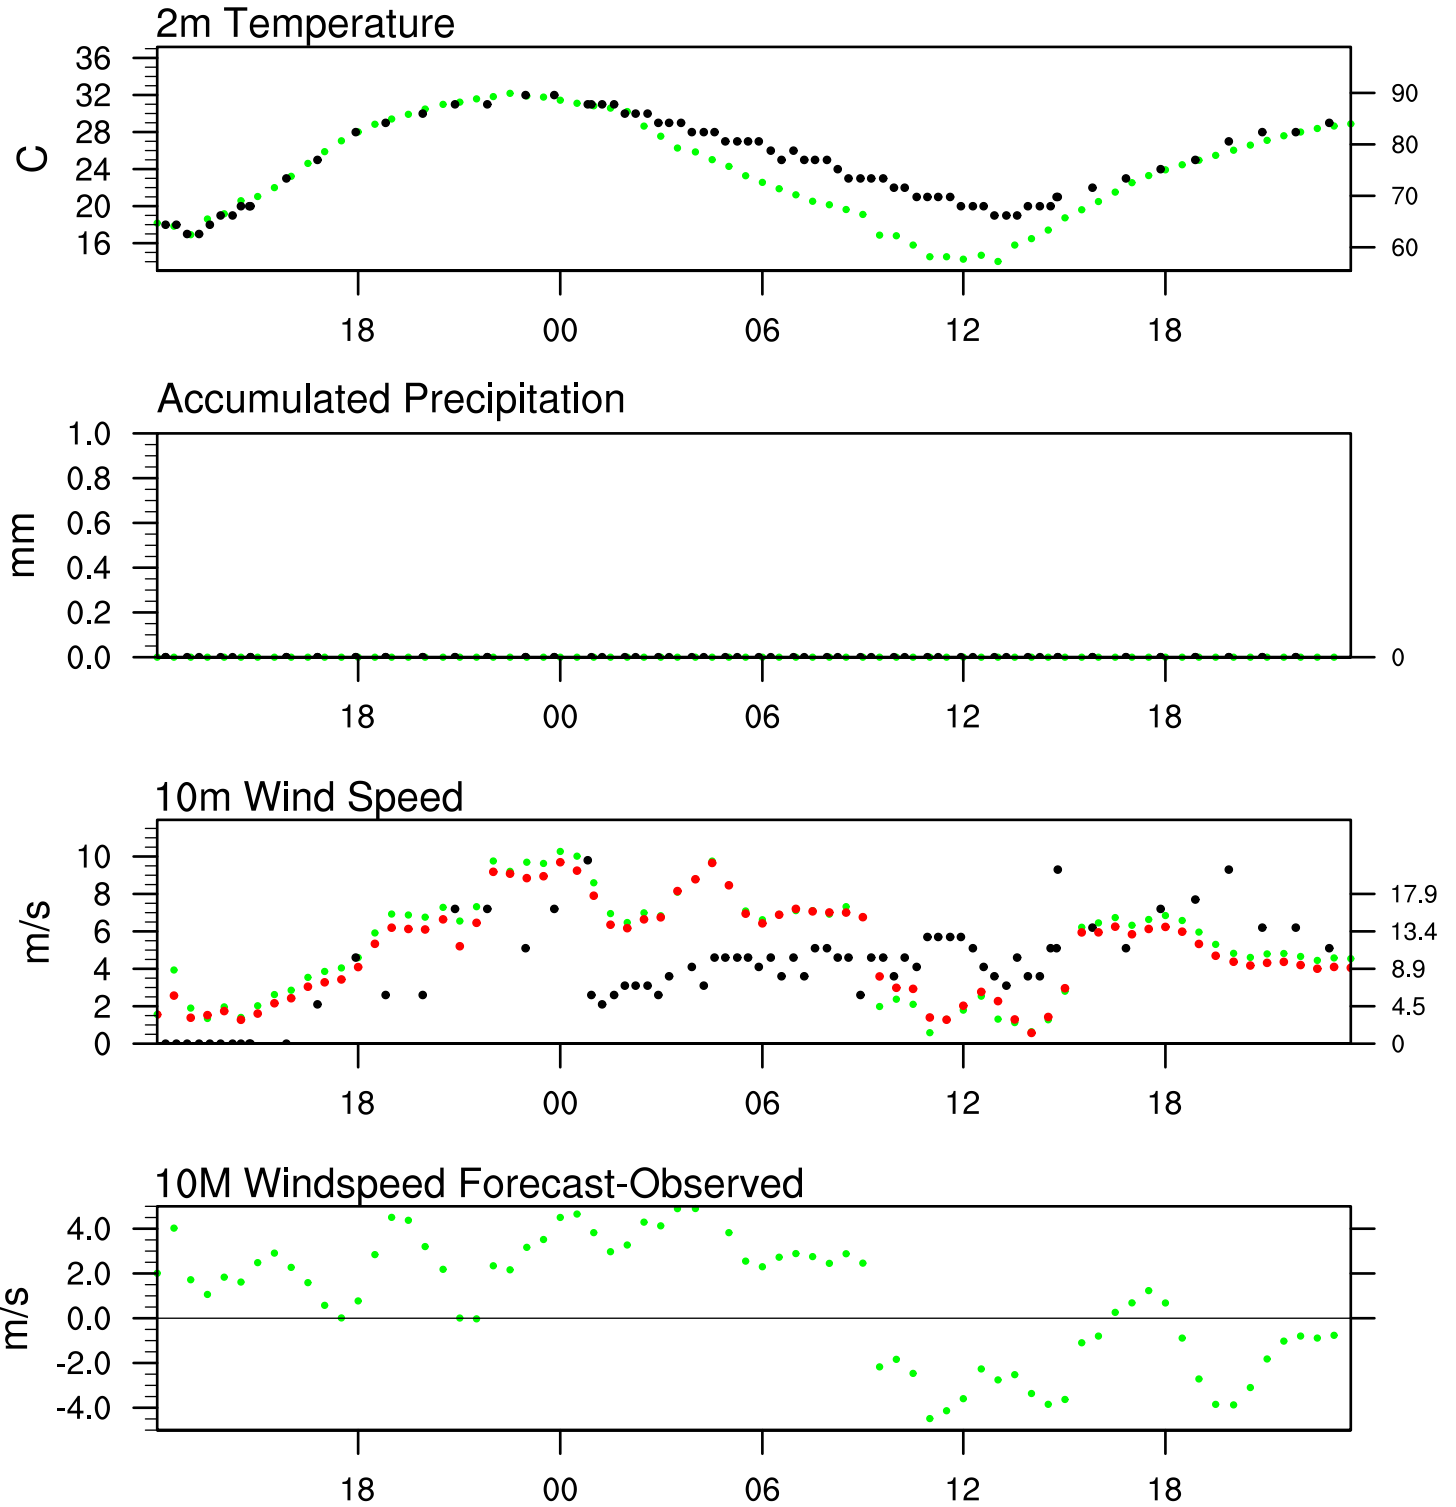 2m Temperature
36
32
28
24
20
16
C
90
80
70
60
18 00 06 12 18
Accumulated Precipitation
1.0
0.8
0.6
0.4
0.2
0.0
mm
0
18 00 06 12 18
10m Wind Speed
10
8
6
4
2
0
m/s
17.9
13.4
8.9
4.5
0
18 00 06 12 18
10M Windspeed Forecast-Observed
4.0
2.0
0.0
-2.0
-4.0
m/s
18 00 06 12 18